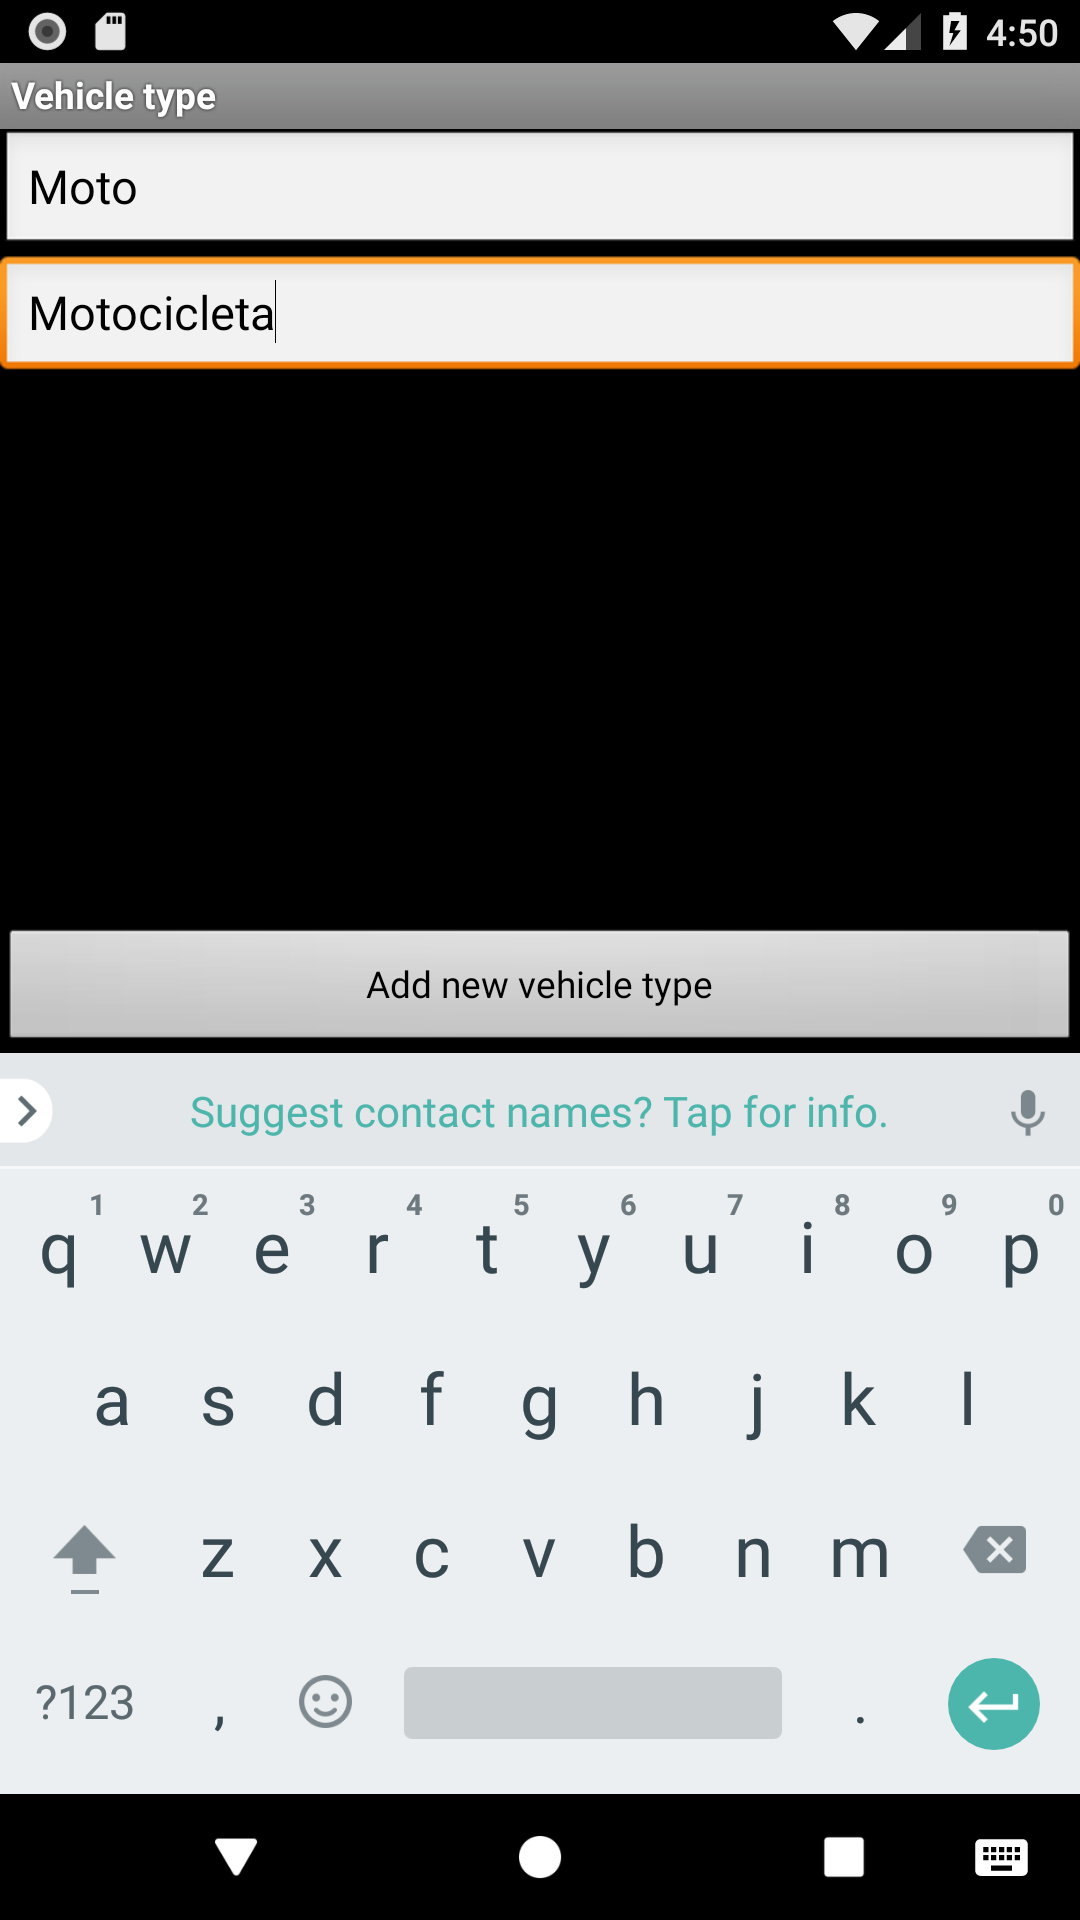 4:50
Vehicle type
Moto
Motocicleta
Add new vehicle type
Suggest contact names? Tap for info.
1 2 3 4 5 6 7 8 9 0
q w e r t y u i o p
a s d f g h j k l
z x c v b n m
?123 , .